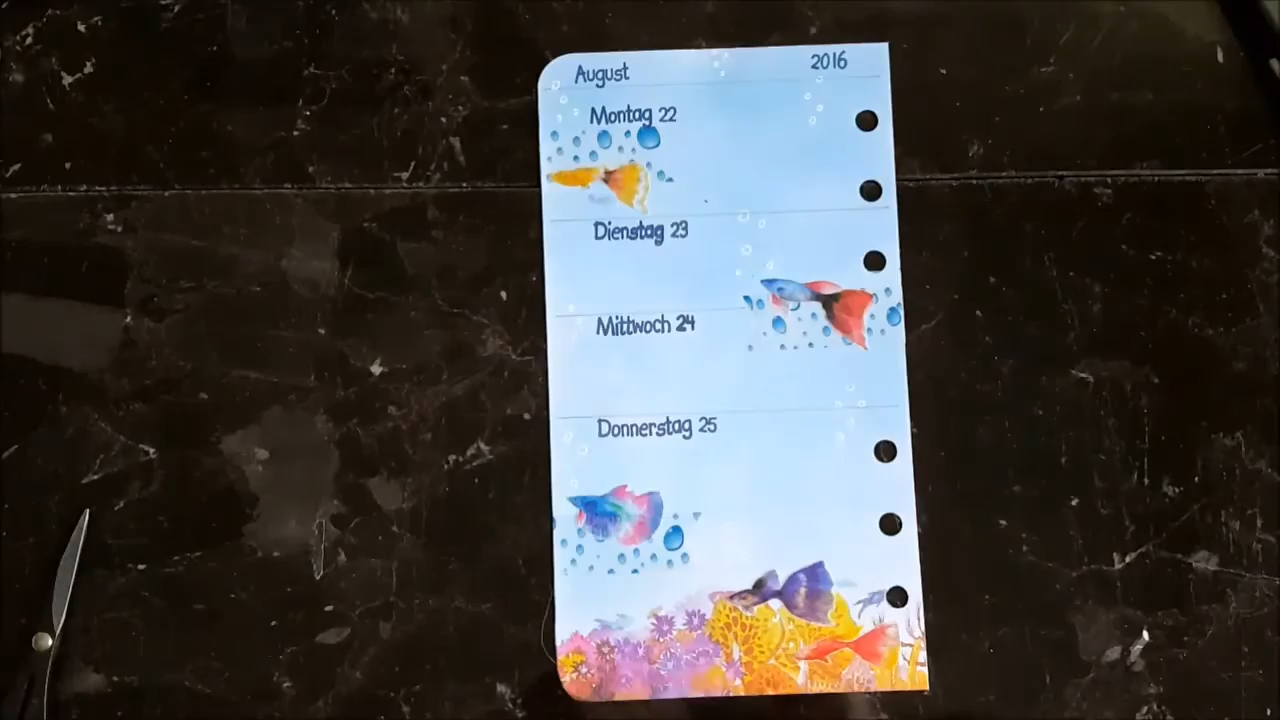 August 2016
Montag 22
Dienstag 23
Mittwoch 24
Donnerstag 25